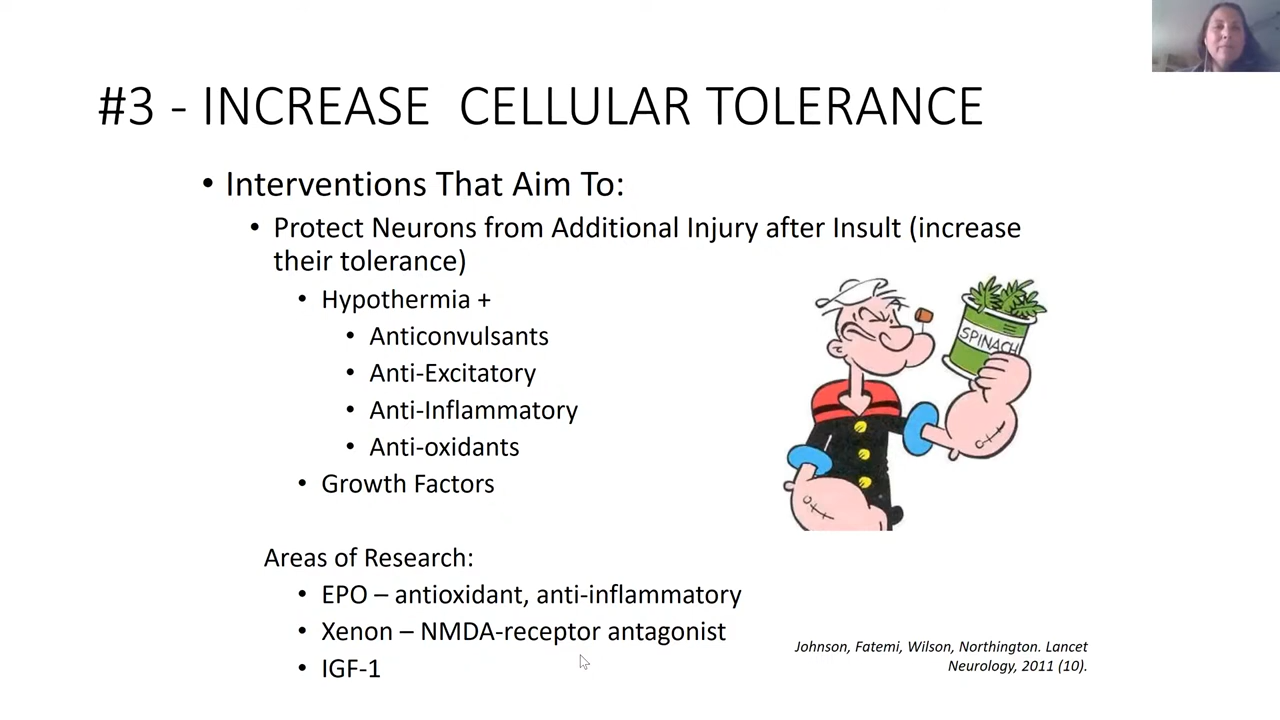 #3 - INCREASE CELLULAR TOLERANCE
• Interventions That Aim To:
• Protect Neurons from Additional Injury after Insult (increase
their tolerance)
• Hypothermia +
• Anticonvulsants
• Anti-Excitatory
• Anti-Inflammatory
• Anti-oxidants
• Growth Factors
SPINACH
Areas of Research:
• EPO – antioxidant, anti-inflammatory
• Xenon – NMDA-receptor antagonist
• IGF-1
Johnson, Fatemi, Wilson, Northington. Lancet
Neurology, 2011 (10).